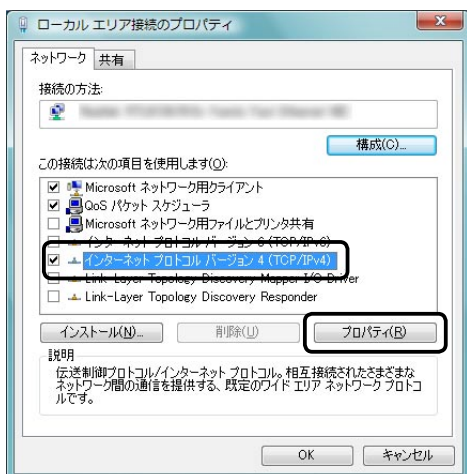 ローカル エリア接続のプロパティ
ネットワーク 共有
接続の方法:
構成(C)...
この接続は次の項目を使用します(O):
Microsoft ネットワーク用クライアント
QoS パケット スケジューラ
Microsoft ネットワーク用ファイルとプリンタ共有
インターネット プロトコル バージョン 6 (TCP/IPv6)
インターネット プロトコル バージョン 4 (TCP/IPv4)
Link-Layer Topology Discovery Mapper I/O Driver
Link-Layer Topology Discovery Responder
インストール(N)... 削除(U) プロパティ(R)
説明
伝送制御プロトコル/インターネット プロトコル。相互接続されたさまざまな
ネットワーク間の通信を提供する、既定のワイド エリア ネットワーク プロトコ
ルです。
OK キャンセル